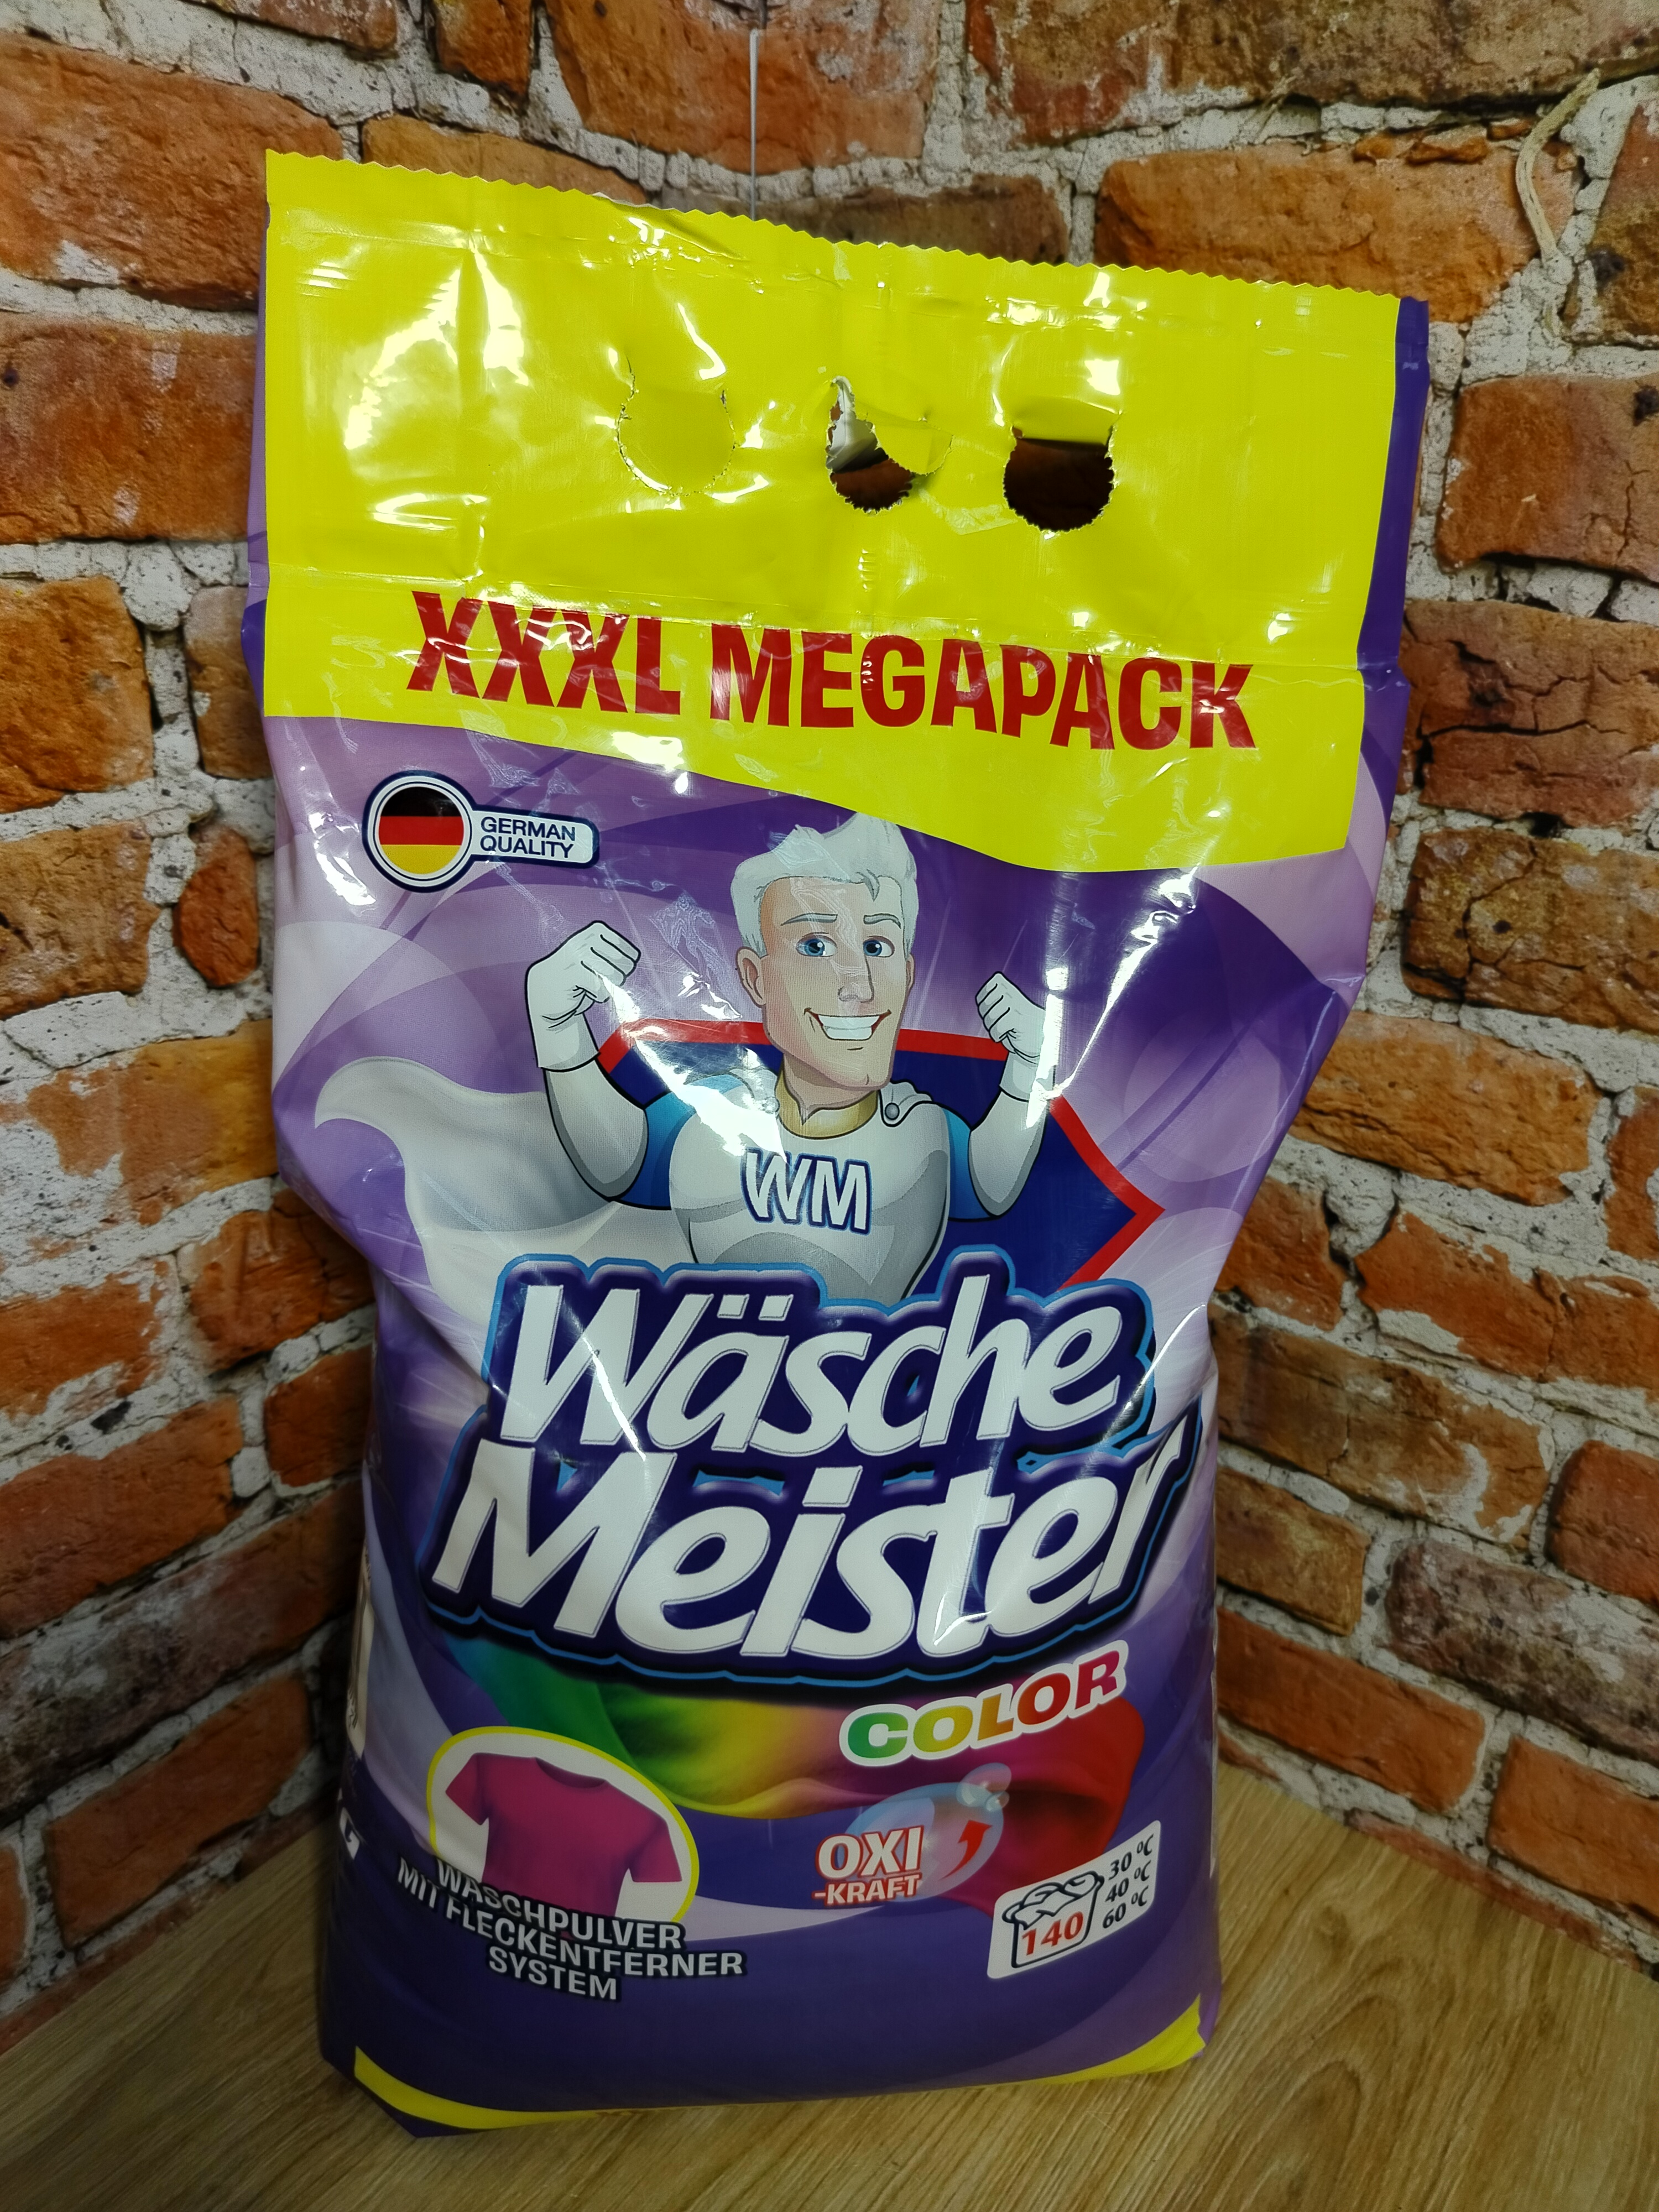 XXXL MEGAPACK
GERMAN
QUALITY
WM
Wäsche
Meister
COLOR
OXI
-KRAFT
WASCHPULVER
MIT FLECKENTFERNER
SYSTEM
140
30 °C
40 °C
60 °C